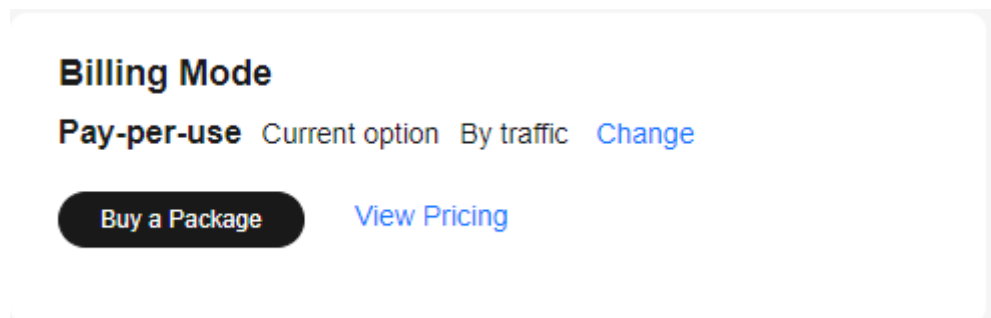 Billing Mode
Pay-per-use Current option By traffic Change
Buy a Package View Pricing